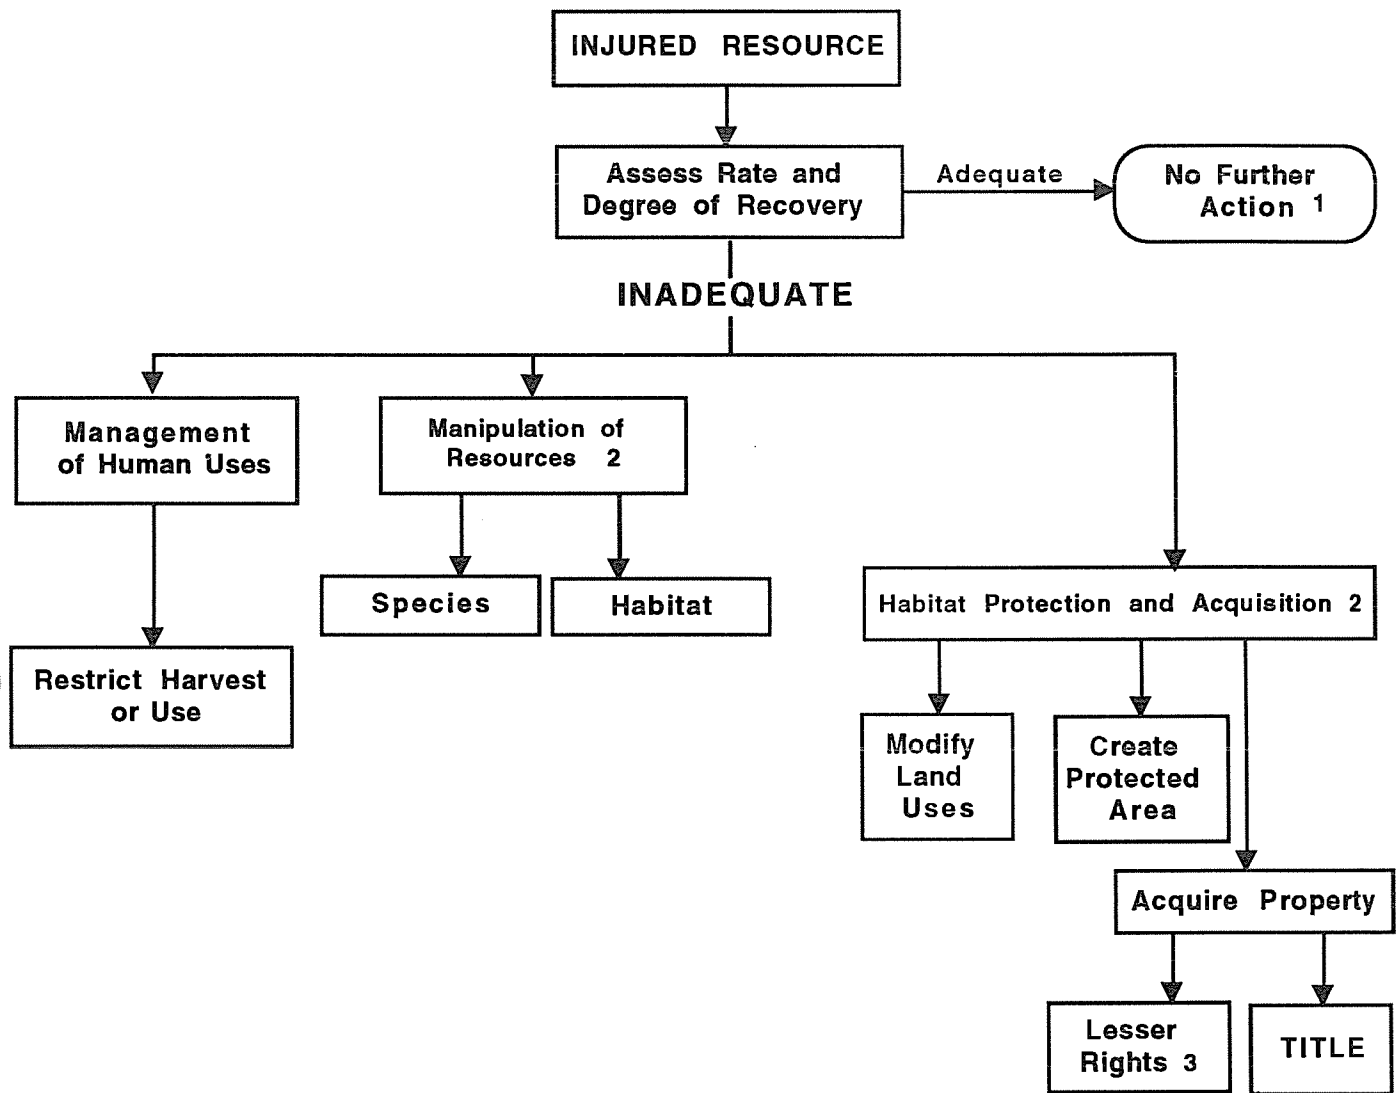 INJURED RESOURCE
Assess Rate and
Degree of Recovery
Adequate
No Further
Action 1
INADEQUATE
Management
of Human Uses
Manipulation of
Resources 2
Species
Habitat
Habitat Protection and Acquisition 2
Restrict Harvest
or Use
Modify
Land
Uses
Create
Protected
Area
Acquire Property
Lesser
Rights 3
TITLE